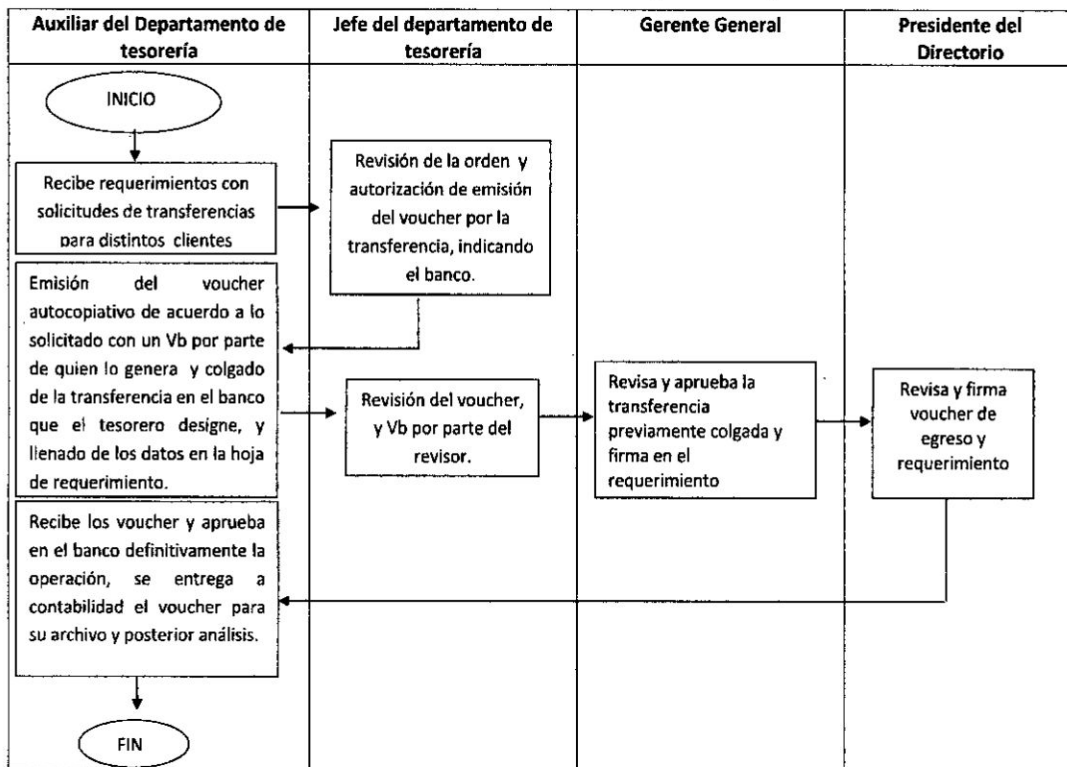 Auxiliar del Departamento de
tesorería
Jefe del departamento de
tesorería
Gerente General
Presidente del
Directorio
INICIO
Recibe requerimientos con
solicitudes de transferencias
para distintos clientes
Revisión de la orden y
autorización de emisión
del voucher por la
transferencia, indicando
el banco.
Emisión del voucher
autocopiativo de acuerdo a lo
solicitado con un Vb por parte
de quien lo genera y colgado
de la transferencia en el banco
que el tesorero designe, y
llenado de los datos en la hoja
de requerimiento.
Revisión del voucher,
y Vb por parte del
revisor.
Revisa y aprueba la
transferencia
previamente colgada y
firma en el
requerimiento
Revisa y firma
voucher de
egreso y
requerimiento
Recibe los voucher y aprueba
en el banco definitivamente la
operación, se entrega a
contabilidad el voucher para
su archivo y posterior análisis.
FIN